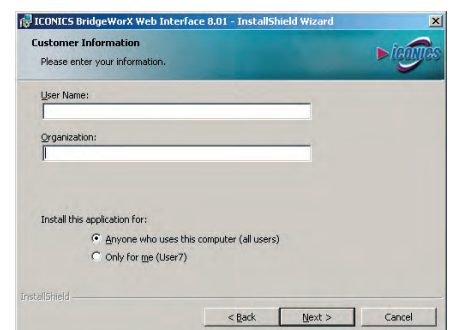 ICONICS BridgeWorX Web Interface 8.01 - InstallShield Wizard
Customer Information
Please enter your information.
ICONICS
User Name:
Organization:
Install this application for:
Anyone who uses this computer (all users)
Only for me (User7)
InstallShield
< Back Next > Cancel